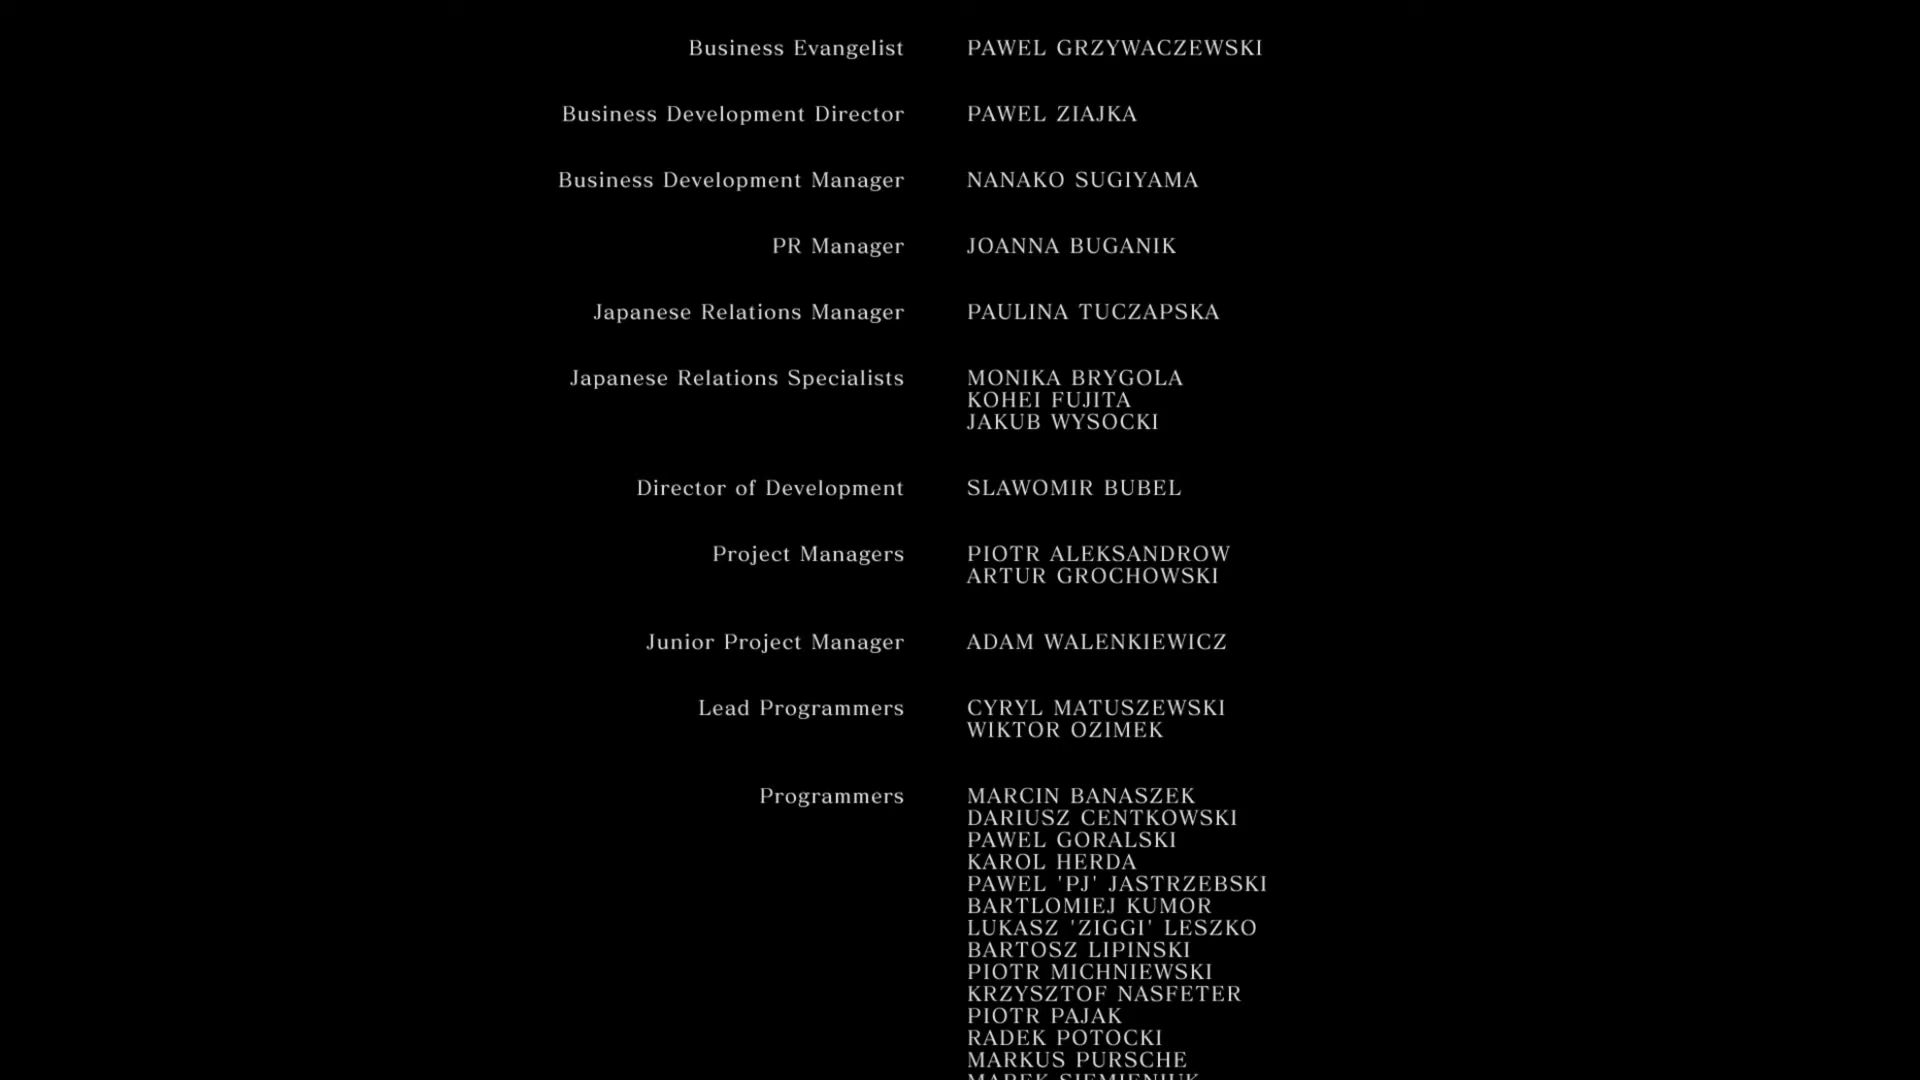 Business Evangelist PAWEL GRZYWACZEWSKI
Business Development Director PAWEL ZIAJKA
Business Development Manager NANAKO SUGIYAMA
PR Manager JOANNA BUGANIK
Japanese Relations Manager PAULINA TUCZAPSKA
Japanese Relations Specialists MONIKA BRYGOLA
KOHEI FUJITA
JAKUB WYSOCKI
Director of Development SLAWOMIR BUBEL
Project Managers PIOTR ALEKSANDROW
ARTUR GROCHOWSKI
Junior Project Manager ADAM WALENKIEWICZ
Lead Programmers CYRYL MATUSZEWSKI
WIKTOR OZIMEK
Programmers MARCIN BANASZEK
DARIUSZ CENTKOWSKI
PAWEL GORALSKI
KAROL HERDA
PAWEL 'PJ' JASTRZEBSKI
BARTLOMIEJ KUMOR
LUKASZ 'ZIGGI' LESZKO
BARTOSZ LIPINSKI
PIOTR MICHNIEWSKI
KRZYSZTOF NASFETER
PIOTR PAJAK
RADEK POTOCKI
MARKUS PURSCHE
MAREK SIEMIENIUK